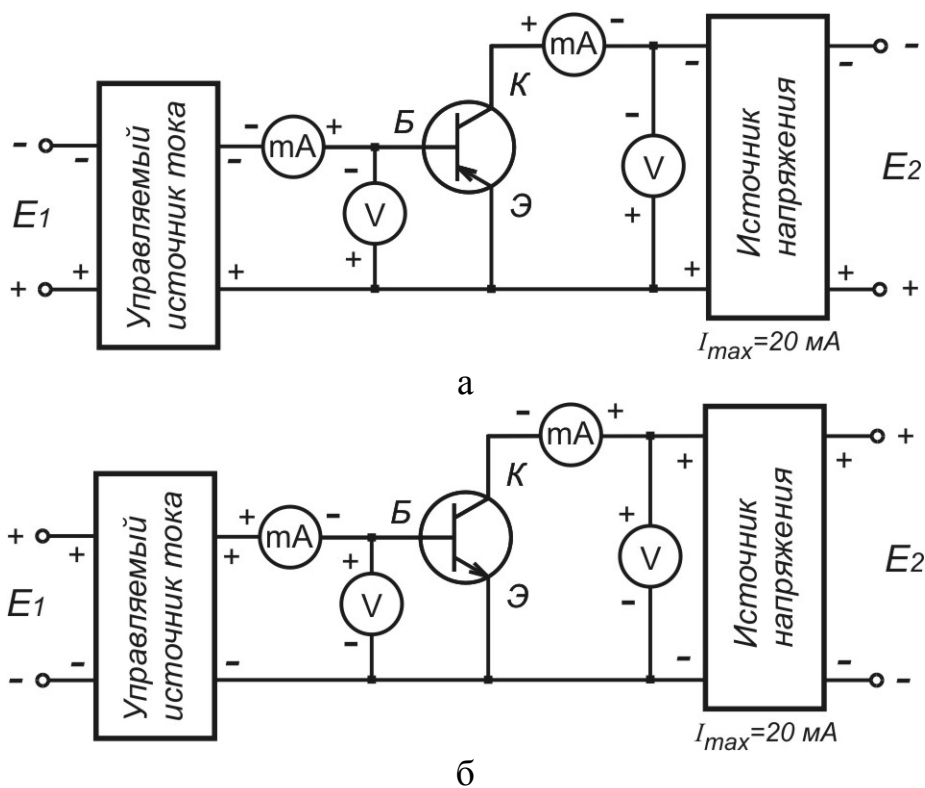 + mA -
К
Управляемый
источник тока
Источник
напряжения
- - - mA + Б
- V +
- V +
Э
E1
E2
+ + +
+ + +
- - -
Imax=20 мА
а
- mA +
К
Управляемый
источник тока
Источник
напряжения
+ + + mA - Б
+ V -
+ V -
Э
E1
E2
- - -
+ + +
- - -
Imax=20 мА
б